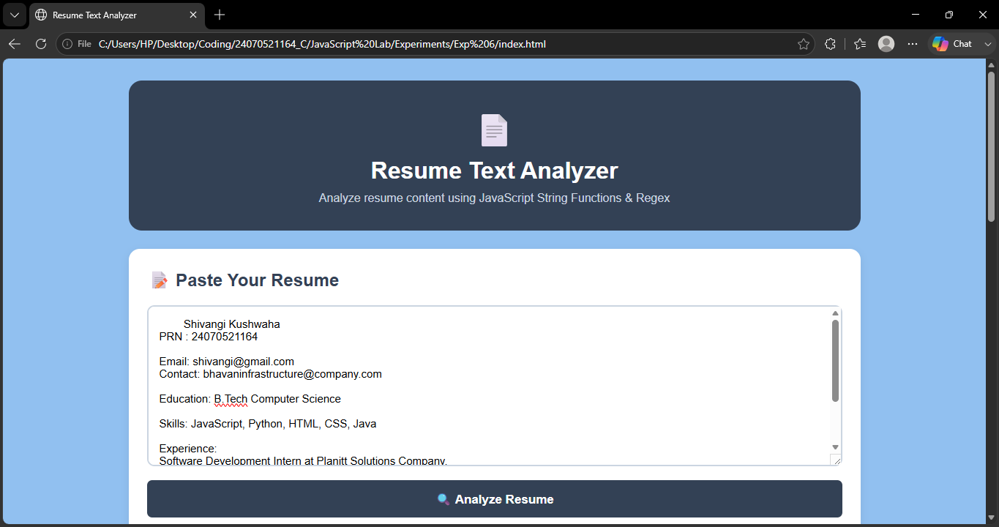 Resume Text Analyzer
File C:/Users/HP/Desktop/Coding/24070521164_C/JavaScript%20Lab/Experiments/Exp%206/index.html
Chat
Resume Text Analyzer
Analyze resume content using JavaScript String Functions & Regex
Paste Your Resume
Shivangi Kushwaha
PRN : 24070521164
Email: shivangi@gmail.com
Contact: bhavaninfrastructure@company.com
Education: B.Tech Computer Science
Skills: JavaScript, Python, HTML, CSS, Java
Experience:
Software Development Intern at Planitt Solutions Company.
Analyze Resume